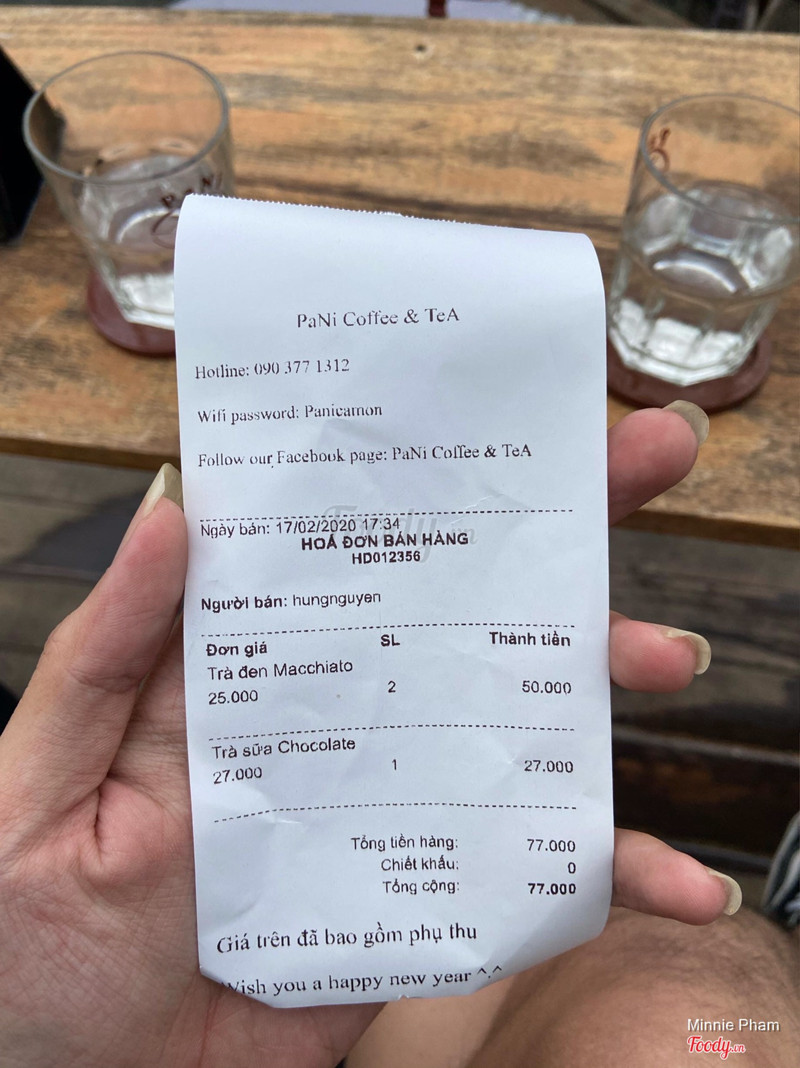 PaNi Coffee & TeA
Hotline: 090 377 1312
Wifi password: Panicamon
Follow our Facebook page: PaNi Coffee & TeA
Ngày bán: 17/02/2020 17:34
HOÁ ĐƠN BÁN HÀNG
HD012356
Người bán: hungnguyen
Đơn giá SL Thành tiền
Trà đen Macchiato
25.000 2 50.000
Trà sữa Chocolate
27.000 1 27.000
Tổng tiền hàng: 77.000
Chiết khấu: 0
Tổng cộng: 77.000
Giá trên đã bao gồm phụ thu
Wish you a happy new year ^.^
Foody.vn
Minnie Pham
Foody.vn